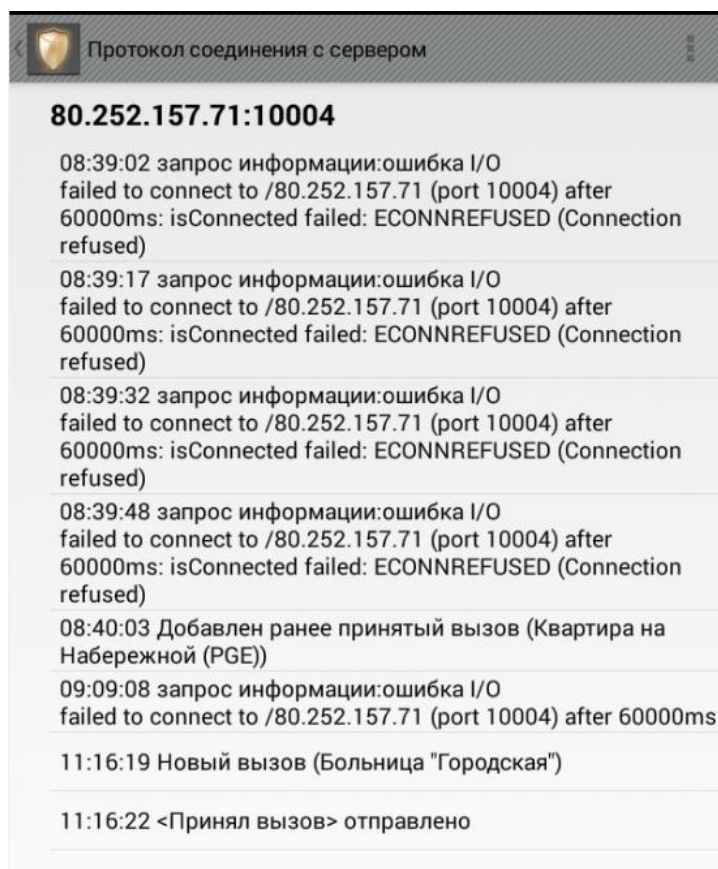 Протокол соединения с сервером
80.252.157.71:10004
08:39:02 запрос информации:ошибка I/O
failed to connect to /80.252.157.71 (port 10004) after
60000ms: isConnected failed: ECONNREFUSED (Connection
refused)
08:39:17 запрос информации:ошибка I/O
failed to connect to /80.252.157.71 (port 10004) after
60000ms: isConnected failed: ECONNREFUSED (Connection
refused)
08:39:32 запрос информации:ошибка I/O
failed to connect to /80.252.157.71 (port 10004) after
60000ms: isConnected failed: ECONNREFUSED (Connection
refused)
08:39:48 запрос информации:ошибка I/O
failed to connect to /80.252.157.71 (port 10004) after
60000ms: isConnected failed: ECONNREFUSED (Connection
refused)
08:40:03 Добавлен ранее принятый вызов (Квартира на
Набережной (PGE))
09:09:08 запрос информации:ошибка I/O
failed to connect to /80.252.157.71 (port 10004) after 60000ms
11:16:19 Новый вызов (Больница "Городская")
11:16:22 <Принял вызов> отправлено